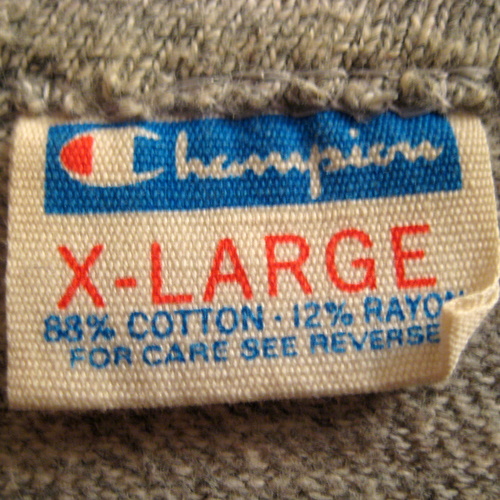 Champion
X-LARGE
88% COTTON · 12% RAYON
FOR CARE SEE REVERSE